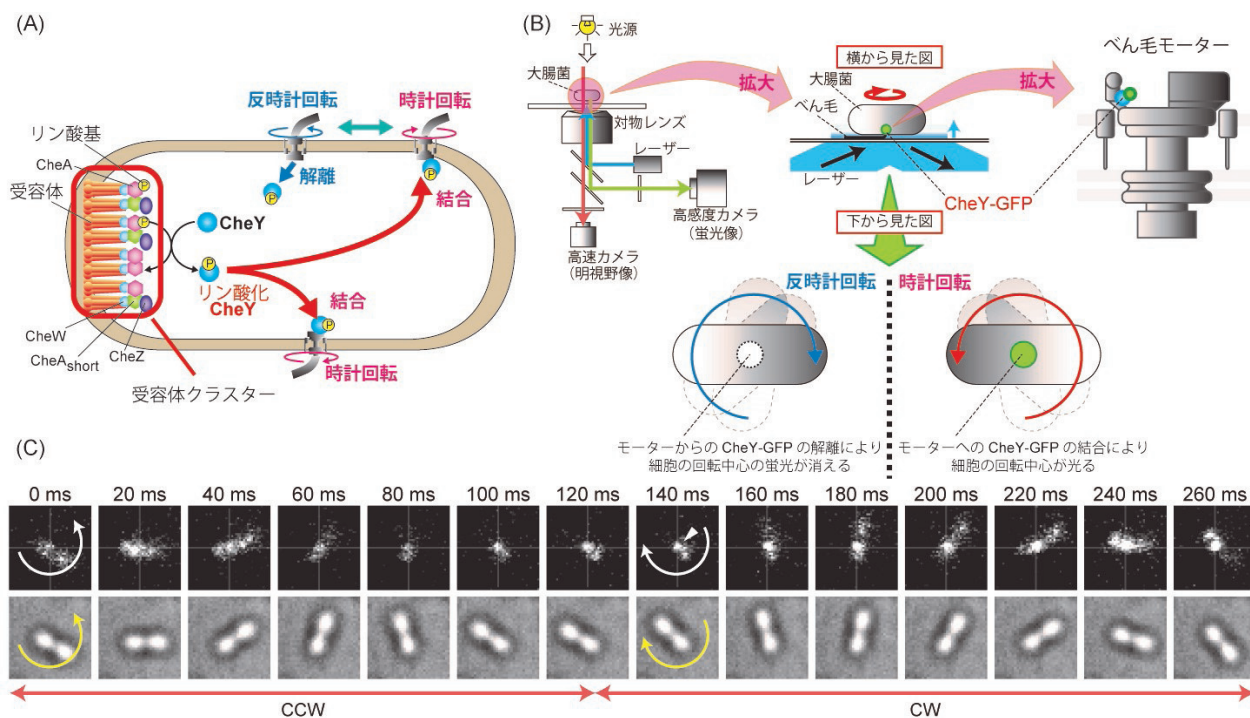 (A)
反時計回転
時計回転
リン酸基
CheA
P
解離
P
P
結合
受容体
P
CheY
P
リン酸化
CheY
結合
P
CheW
CheAshort
CheZ
時計回転
受容体クラスター
(B)
光源
大腸菌
拡大
対物レンズ
レーザー
高感度カメラ
(蛍光像)
高速カメラ
(明視野像)
横から見た図
大腸菌
べん毛
レーザー
拡大
べん毛モーター
CheY-GFP
下から見た図
反時計回転
時計回転
モーターからの CheY-GFP の解離により
細胞の回転中心の蛍光が消える
モーターへの CheY-GFP の結合により
細胞の回転中心が光る
(C)
0 ms 20 ms 40 ms 60 ms 80 ms 100 ms 120 ms 140 ms 160 ms 180 ms 200 ms 220 ms 240 ms 260 ms
CCW
CW